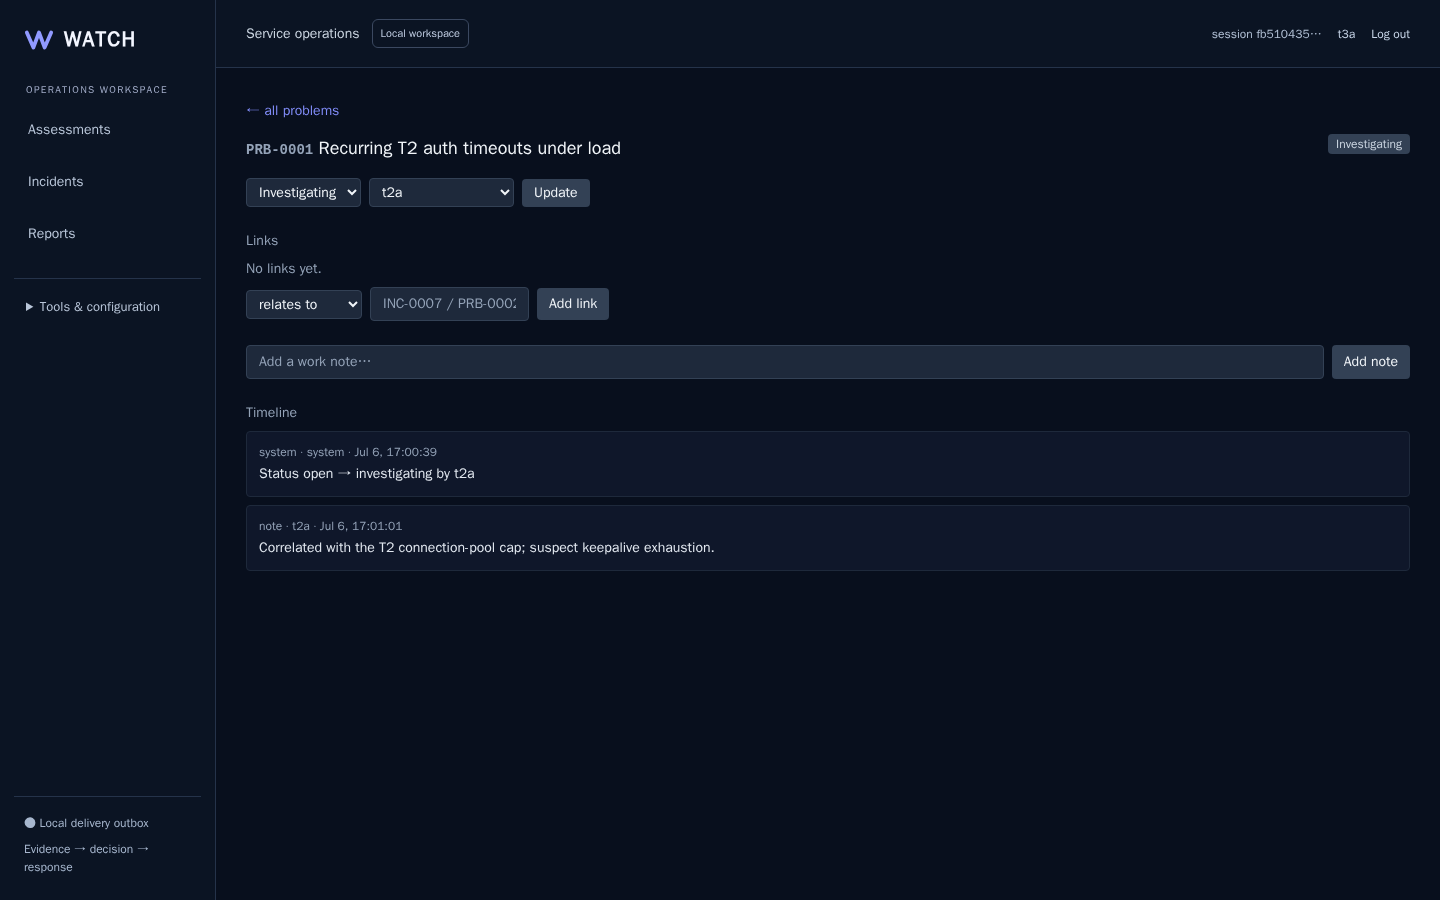 WATCH
OPERATIONS WORKSPACE
Assessments
Incidents
Reports
▶ Tools & configuration
Local delivery outbox
Evidence → decision →
response
Service operations
Local workspace
session fb510435…
t3a
Log out
← all problems
PRB-0001 Recurring T2 auth timeouts under load
Investigating
Investigating
t2a
Update
Links
No links yet.
relates to
INC-0007 / PRB-0002
Add link
Add a work note…
Add note
Timeline
system · system · Jul 6, 17:00:39
Status open → investigating by t2a
note · t2a · Jul 6, 17:01:01
Correlated with the T2 connection-pool cap; suspect keepalive exhaustion.